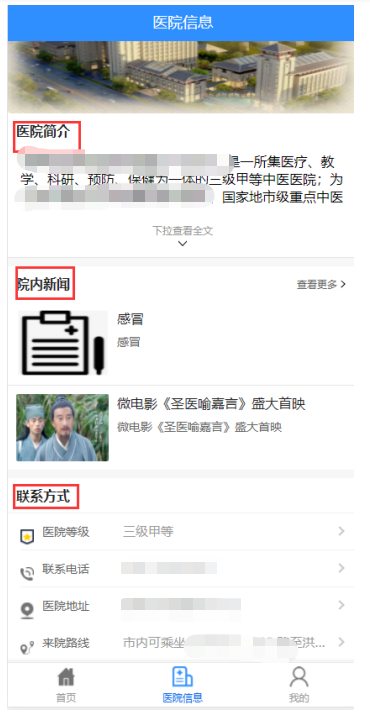 医院信息
医院简介
是一所集医疗、教
学、科研、预防、保健为一体的三级甲等中医医院；为
国家地市级重点中医
下拉查看全文
院内新闻
查看更多
感冒
感冒
微电影《圣医喻嘉言》盛大首映
微电影《圣医喻嘉言》盛大首映
联系方式
医院等级
三级甲等
联系电话
医院地址
来院路线
市内可乘坐
至洪...
首页
医院信息
我的